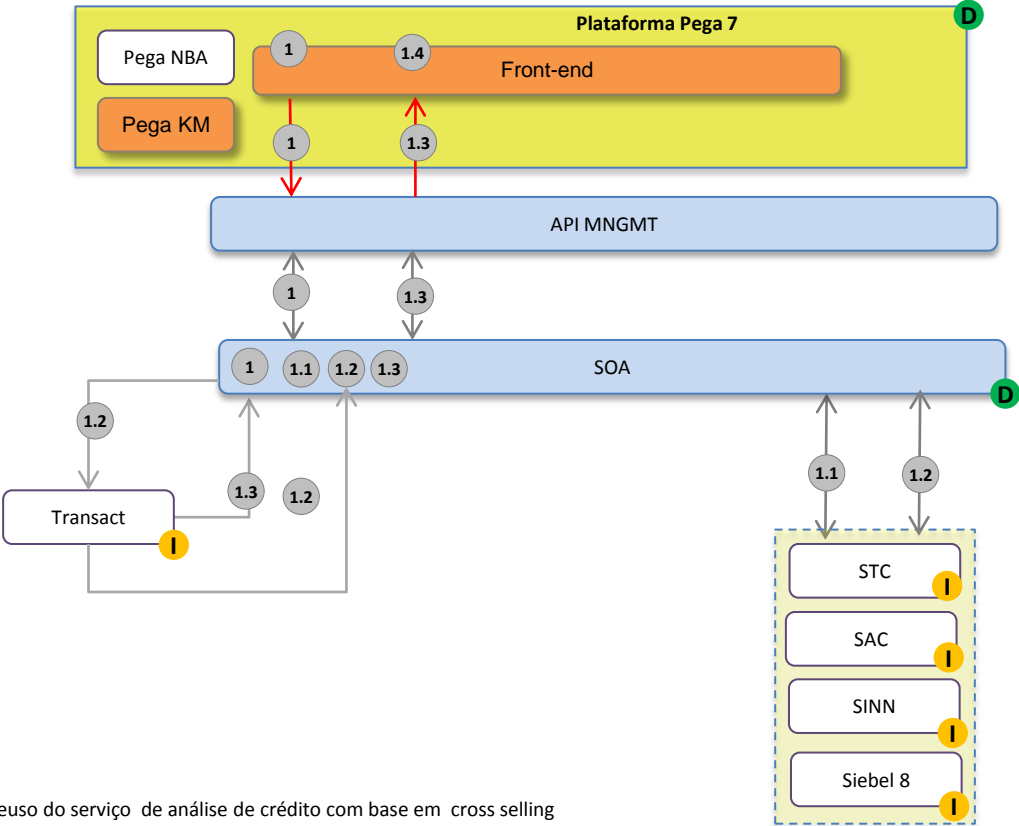 Plataforma Pega 7
D
Pega NBA
1
1.4
Front-end
Pega KM
1
1.3
API MNGMT
1
1.3
1
1.1
1.2
1.3
SOA
D
1.2
1.1
1.2
1.3
1.2
Transact
I
STC
I
SAC
I
SINN
I
Siebel 8
I
euso do serviço de análise de crédito com base em cross selling